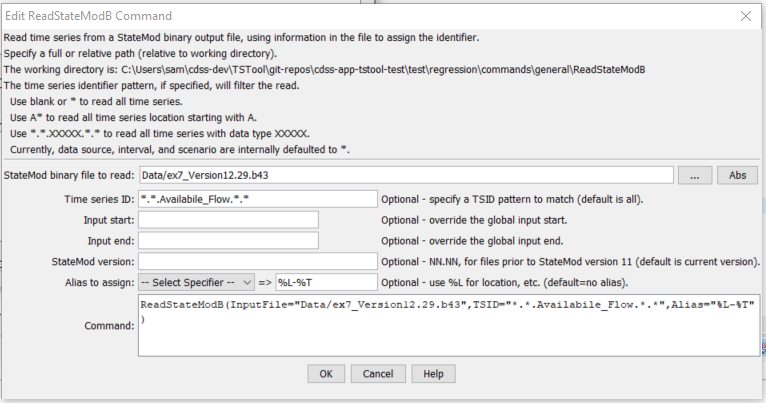 Edit ReadStateModB Command
Read time series from a StateMod binary output file, using information in the file to assign the identifier.
Specify a full or relative path (relative to working directory).
The working directory is: C:\Users\sam\cdss-dev\TSTool\git-repos\cdss-app-tstool-test\test\regression\commands\general\ReadStateModB
The time series identifier pattern, if specified, will filter the read.
Use blank or * to read all time series.
Use A* to read all time series location starting with A.
Use *.*.XXXXX.*.* to read all time series with data type XXXXX.
Currently, data source, interval, and scenario are internally defaulted to *.
StateMod binary file to read: Data/ex7_Version12.29.b43 ... Abs
Time series ID: *.*.Availabile_Flow.*.* Optional - specify a TSID pattern to match (default is all).
Input start: Optional - override the global input start.
Input end: Optional - override the global input end.
StateMod version: Optional - NN.NN, for files prior to StateMod version 11 (default is current version).
Alias to assign: -- Select Specifier -- => %L-%T Optional - use %L for location, etc. (default=no alias).
Command: ReadStateModB(InputFile="Data/ex7_Version12.29.b43",TSID="*.*.Availabile_Flow.*.*",Alias="%L-%T"
)
OK Cancel Help